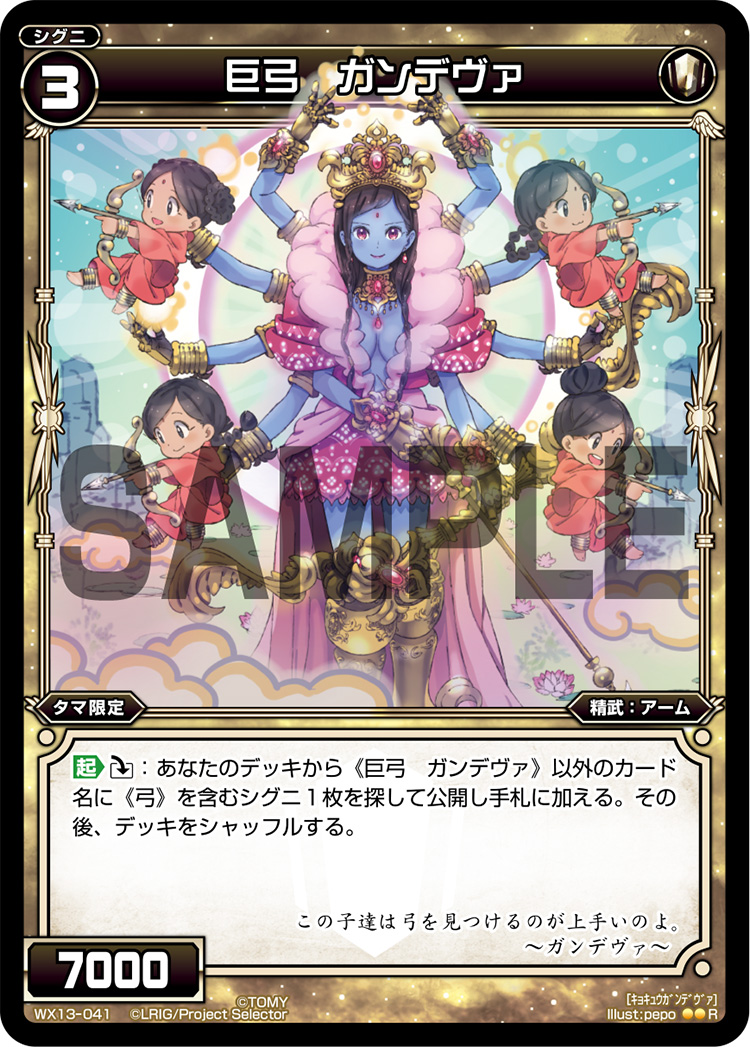 シグニ
3
巨弓　ガンデヴァ
SAMPLE
タマ限定
精武：アーム
起 ：あなたのデッキから《巨弓　ガンデヴァ》以外のカード
名に《弓》を含むシグニ１枚を探して公開し手札に加える。その
後、デッキをシャッフルする。
この子達は弓を見つけるのが上手いのよ。
～ガンデヴァ～
7000
[ｷｮｷｭｳｶﾞﾝﾃﾞｳﾞｧ]
WX13-041 ©LRIG/Project Selector ©TOMY
Illust:pepo R